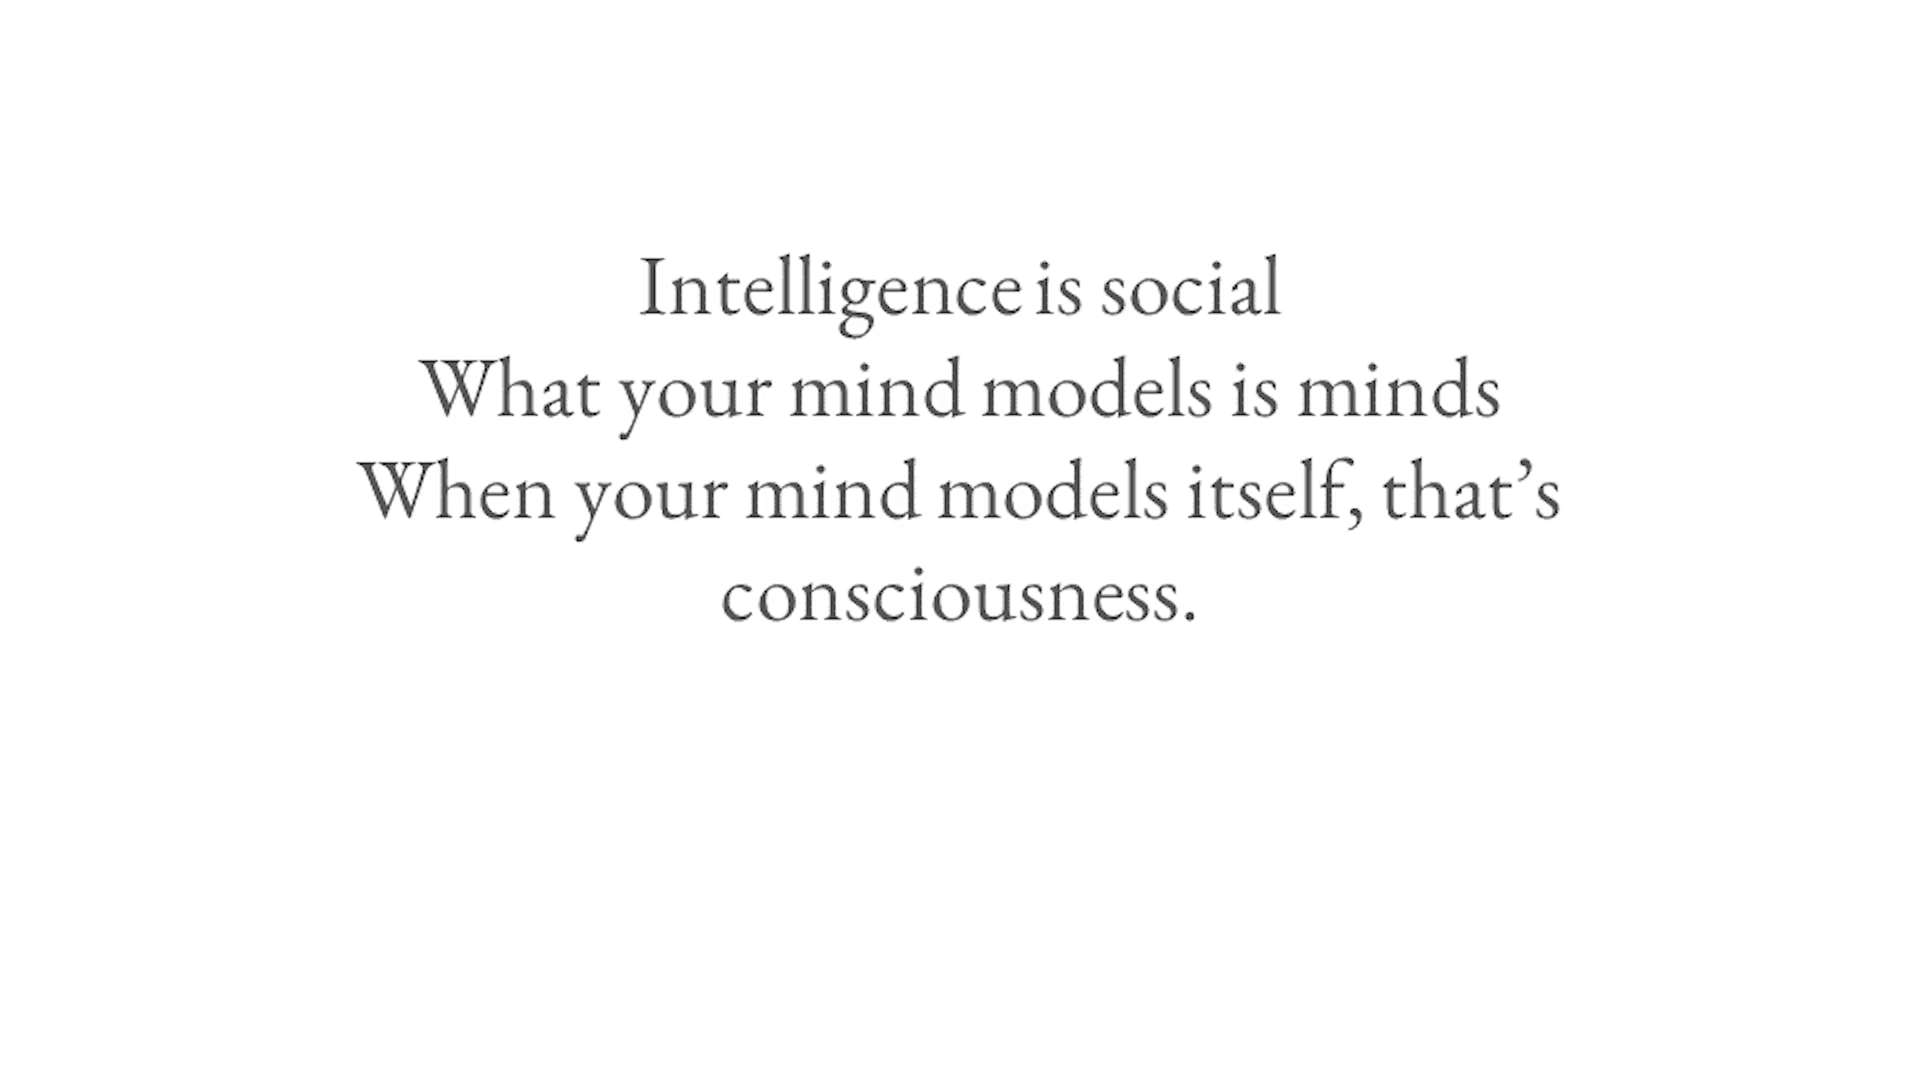 Intelligence is social
What your mind models is minds
When your mind models itself, that’s
consciousness.